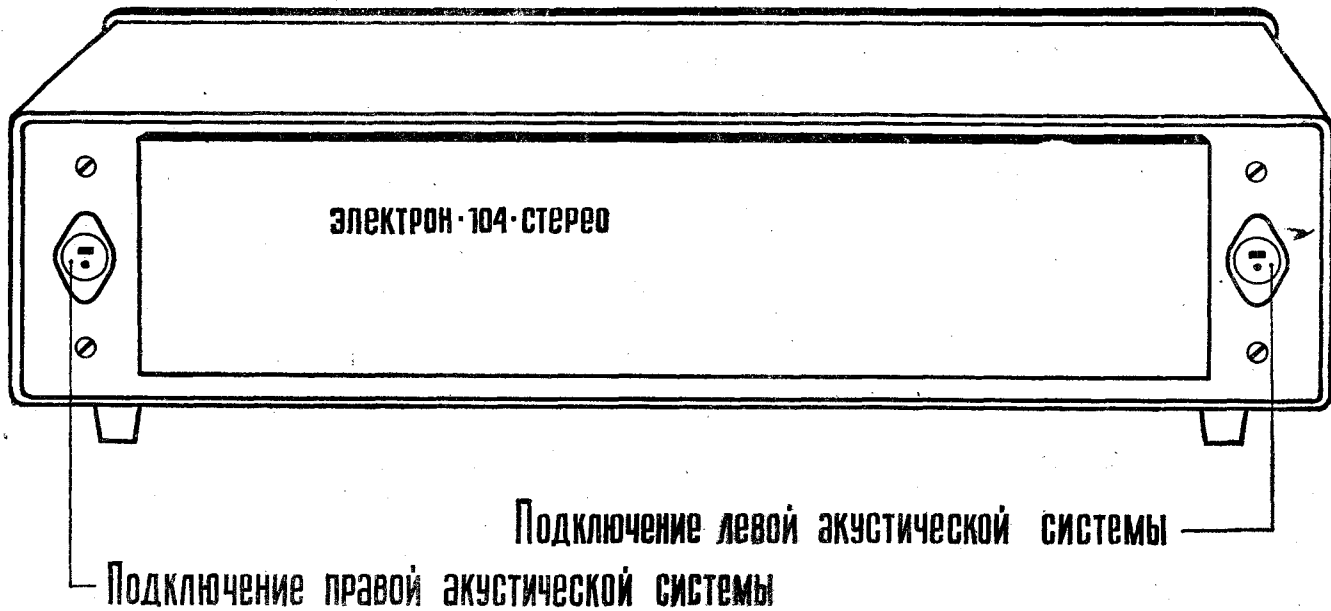 электрон·104·стерео
Подключение левой акустической системы
Подключение правой акустической системы